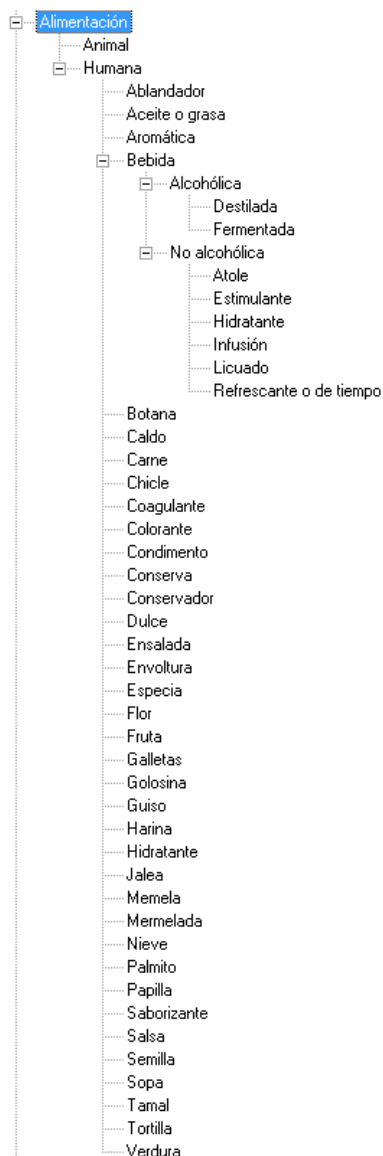 Alimentación
Animal
Humana
Ablandador
Aceite o grasa
Aromática
Bebida
Alcohólica
Destilada
Fermentada
No alcohólica
Atole
Estimulante
Hidratante
Infusión
Licuado
Refrescante o de tiempo
Botana
Caldo
Carne
Chicle
Coagulante
Colorante
Condimento
Conserva
Conservador
Dulce
Ensalada
Envoltura
Especia
Flor
Fruta
Galletas
Golosina
Guiso
Harina
Hidratante
Jalea
Memela
Mermelada
Nieve
Palmito
Papilla
Saborizante
Salsa
Semilla
Sopa
Tamal
Tortilla
Verdura